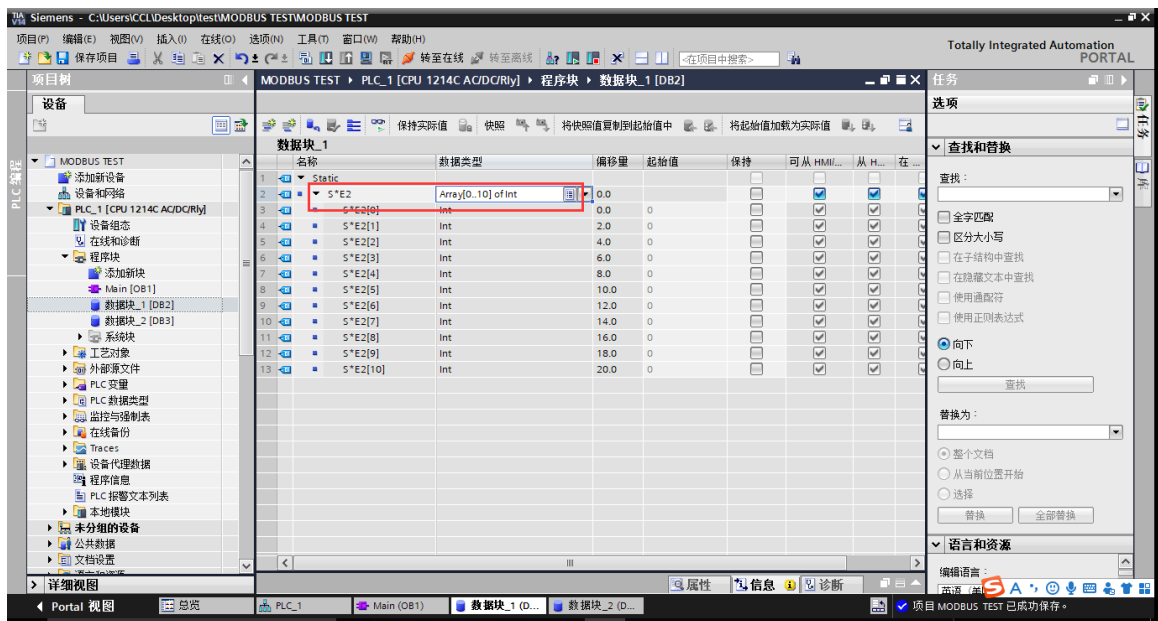 Siemens - C:\Users\CCL\Desktop\test\MODBUS TEST\MODBUS TEST
项目(P) 编辑(E) 视图(V) 插入(I) 在线(O) 选项(N) 工具(T) 窗口(W) 帮助(H)
Totally Integrated Automation
PORTAL
保存项目 转至在线 转至离线 <在项目中搜索>
项目树
MODBUS TEST PLC_1 [CPU 1214C AC/DC/Rly] 程序块 数据块_1 [DB2]
任务
设备
选项
保持实际值 快照 将快照值复制到起始值中 将起始值加载为实际值
PLC 编程
MODBUS TEST
添加新设备
设备和网络
PLC_1 [CPU 1214C AC/DC/Rly]
设备组态
在线和诊断
程序块
添加新块
Main [OB1]
数据块_1 [DB2]
数据块_2 [DB3]
系统块
工艺对象
外部源文件
PLC 变量
PLC 数据类型
监控与强制表
在线备份
Traces
设备代理数据
程序信息
PLC 报警文本列表
本地模块
未分组的设备
公共数据
文档设置
详细视图
数据块_1
名称 数据类型 偏移量 起始值 保持 可从 HMI/... 从 H... 在 ...
1 Static
2 S*E2 Array[0..10] of Int 0.0
3 S*E2[0] Int 0.0 0
4 S*E2[1] Int 2.0 0
5 S*E2[2] Int 4.0 0
6 S*E2[3] Int 6.0 0
7 S*E2[4] Int 8.0 0
8 S*E2[5] Int 10.0 0
9 S*E2[6] Int 12.0 0
10 S*E2[7] Int 14.0 0
11 S*E2[8] Int 16.0 0
12 S*E2[9] Int 18.0 0
13 S*E2[10] Int 20.0 0
属性 信息 诊断
查找和替换
查找：
全字匹配
区分大小写
在子结构中查找
在隐藏文本中查找
使用通配符
使用正则表达式
向下
向上
查找
替换为：
整个文档
从当前位置开始
选择
替换 全部替换
语言和资源
编辑语言：
任务
库
Portal 视图 总览 PLC_1 Main (OB1) 数据块_1 (D... 数据块_2 (D...
项目 MODBUS TEST 已成功保存。